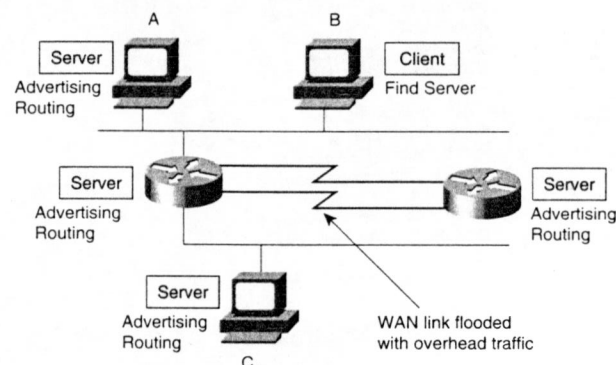 A
B
Server
Client
Advertising
Routing
Find Server
Server
Server
Advertising
Routing
Advertising
Routing
Server
Advertising
Routing
WAN link flooded
with overhead traffic
C